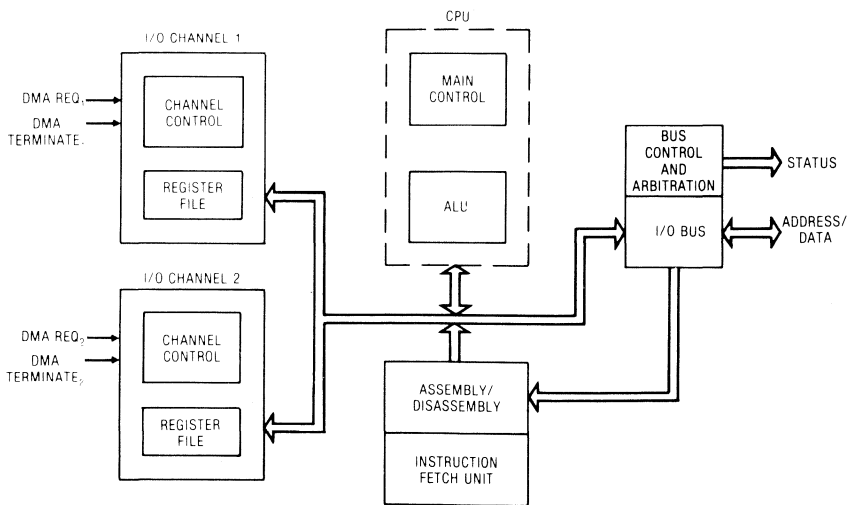 CPU
I/O CHANNEL 1
DMA REQ₁
DMA
TERMINATE₁
CHANNEL
CONTROL
REGISTER
FILE
MAIN
CONTROL
ALU
BUS
CONTROL
AND
ARBITRATION
STATUS
I/O BUS
ADDRESS/
DATA
I/O CHANNEL 2
DMA REQ₂
DMA
TERMINATE₂
CHANNEL
CONTROL
REGISTER
FILE
ASSEMBLY/
DISASSEMBLY
INSTRUCTION
FETCH UNIT